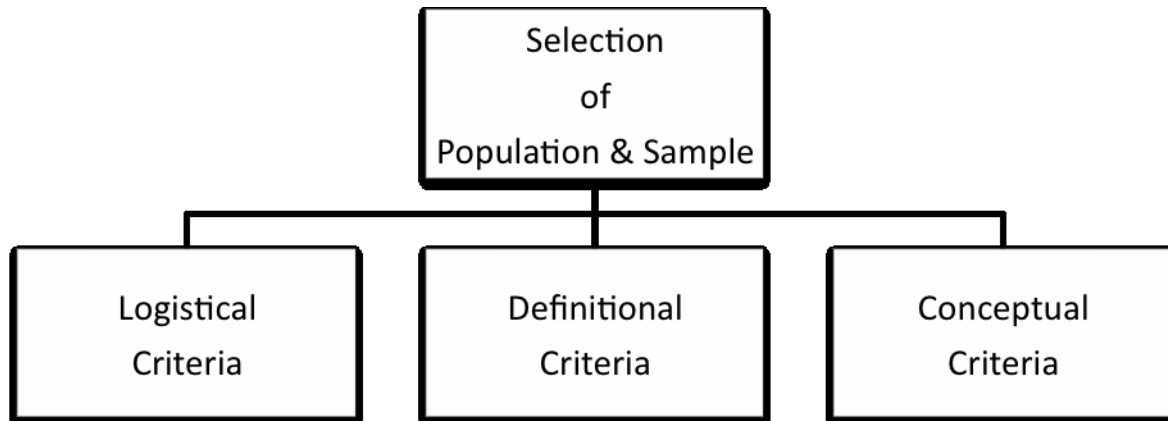 Selection
of
Population & Sample
Logistical
Criteria
Definitional
Criteria
Conceptual
Criteria